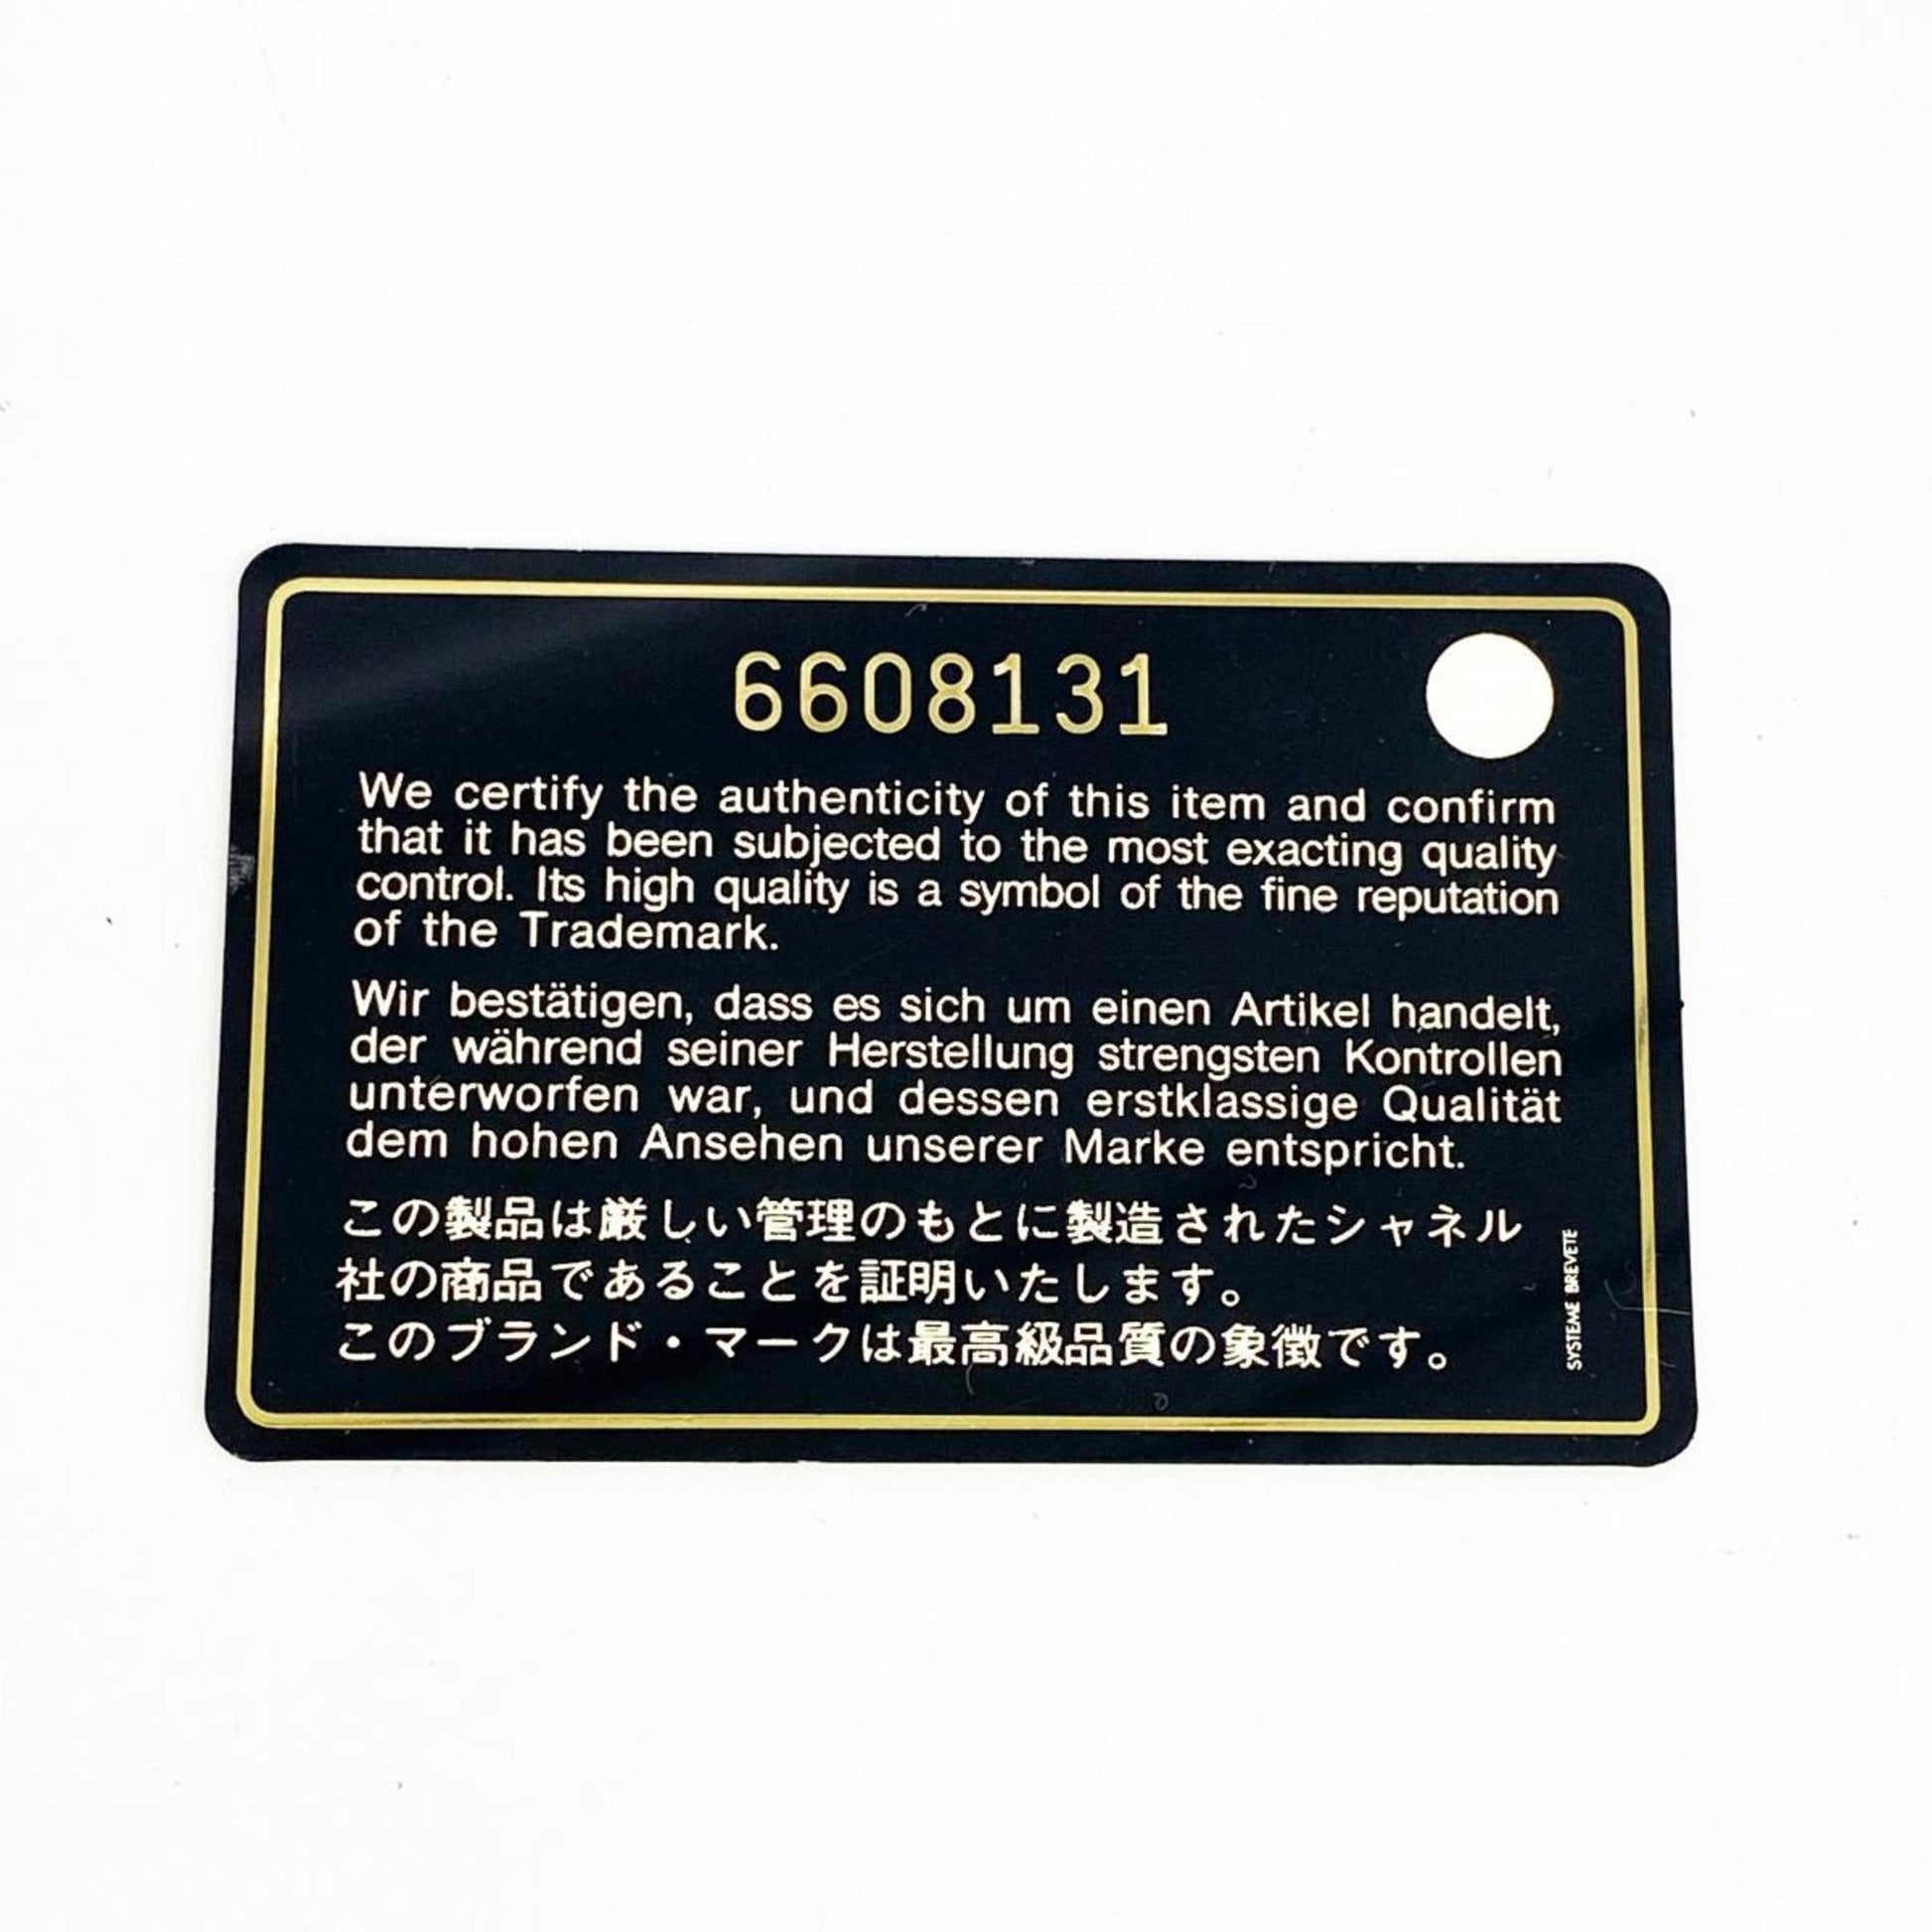 6608131
We certify the authenticity of this item and confirm
that it has been subjected to the most exacting quality
control. Its high quality is a symbol of the fine reputation
of the Trademark.
Wir bestätigen, dass es sich um einen Artikel handelt,
der während seiner Herstellung strengsten Kontrollen
unterworfen war, und dessen erstklassige Qualität
dem hohen Ansehen unserer Marke entspricht.
この製品は厳しい管理のもとに製造されたシャネル
社の商品であることを証明いたします。
このブランド・マークは最高級品質の象徴です。
SYSTEME BREVETE